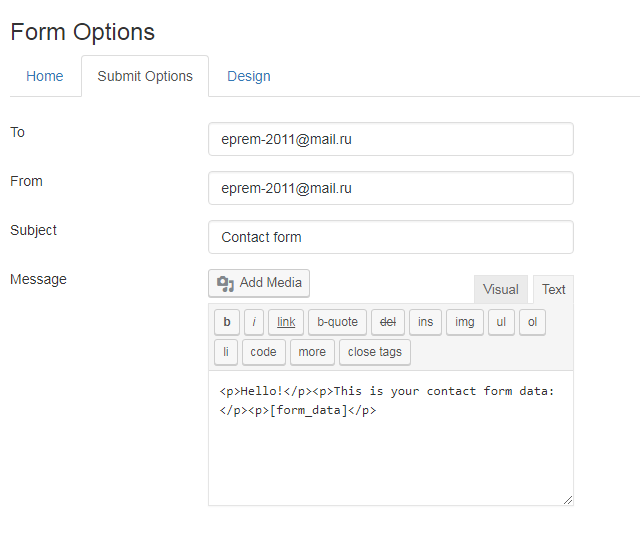 Form Options
Home Submit Options Design
To eprem-2011@mail.ru
From eprem-2011@mail.ru
Subject Contact form
Message Add Media Visual Text
b i link b-quote del ins img ul ol
li code more close tags
<p>Hello!</p><p>This is your contact form data:
</p><p>[form_data]</p>